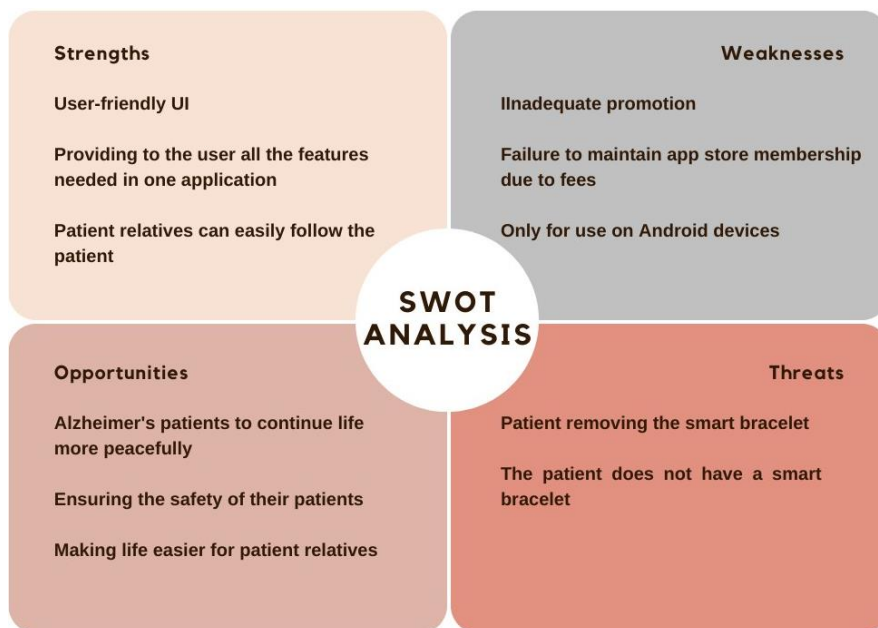 Strengths
User-friendly UI
Providing to the user all the features
needed in one application
Patient relatives can easily follow the
patient
Weaknesses
IInadequate promotion
Failure to maintain app store membership
due to fees
Only for use on Android devices
SWOT
ANALYSIS
Opportunities
Alzheimer's patients to continue life
more peacefully
Ensuring the safety of their patients
Making life easier for patient relatives
Threats
Patient removing the smart bracelet
The patient does not have a smart
bracelet